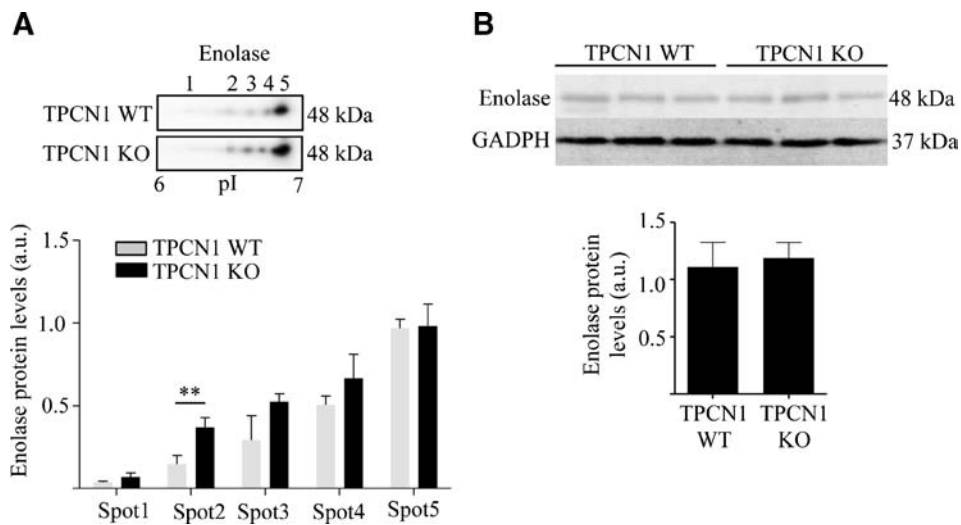 A
Enolase
1 2 3 4 5
TPCN1 WT 48 kDa
TPCN1 KO 48 kDa
6 pI 7
Enolase protein levels (a.u.)
1.5
1.0
0.5
TPCN1 WT
TPCN1 KO
**
Spot1 Spot2 Spot3 Spot4 Spot5
B
TPCN1 WT TPCN1 KO
Enolase 48 kDa
GADPH 37 kDa
Enolase protein
levels (a.u.)
1.5
1.0
0.5
TPCN1 TPCN1
WT KO